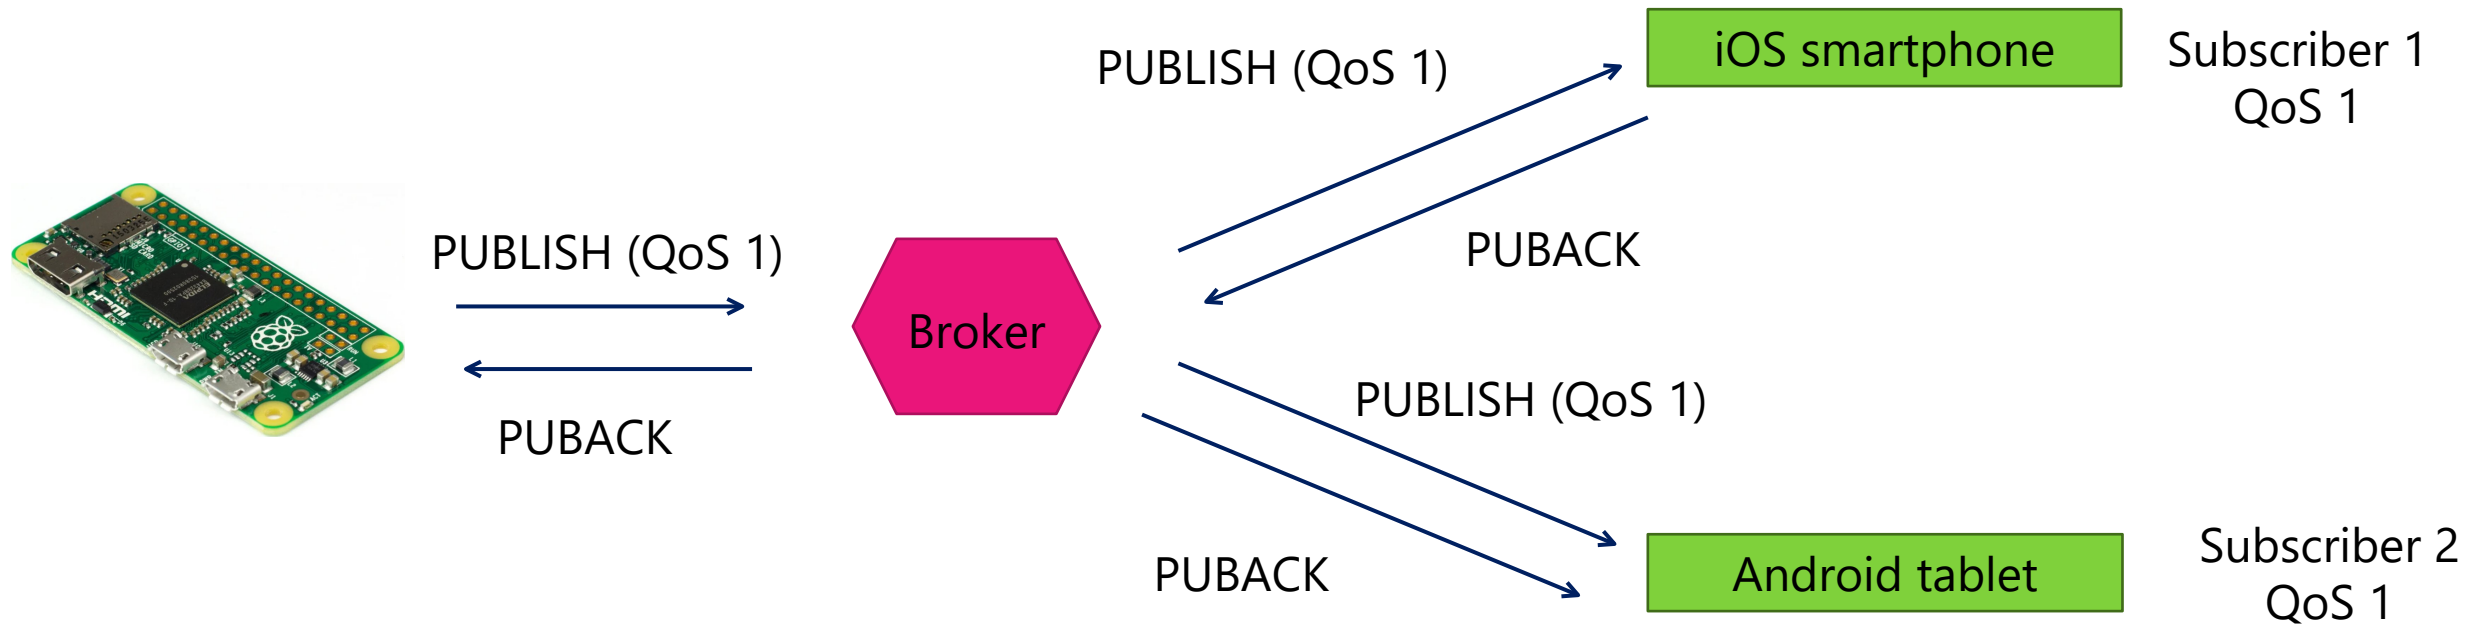 PUBLISH (QoS 1)
iOS smartphone
Subscriber 1
QoS 1
PUBLISH (QoS 1)
PUBACK
Broker
PUBACK
PUBLISH (QoS 1)
PUBACK
Android tablet
Subscriber 2
QoS 1
HDMI